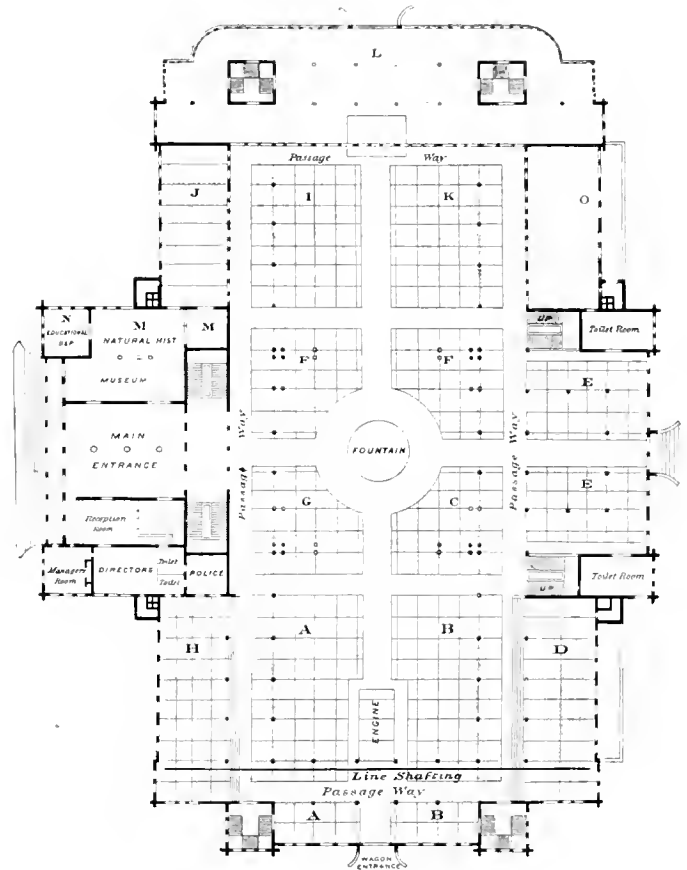 L
Passage Way
J
I
K
O
N
EDUCATIONAL
DEP
M
NATURAL HIST
MUSEUM
M
UP
Toilet Room
F
F
E
MAIN
ENTRANCE
Passage Way
FOUNTAIN
Passage Way
E
G
C
Reception
Room
Managers
Room
DIRECTORS
Toilet
Toilet
POLICE
UP
Toilet Room
H
A
B
D
ENGINE
Line Shafting
Passage Way
A
B
WAGON
ENTRANCE